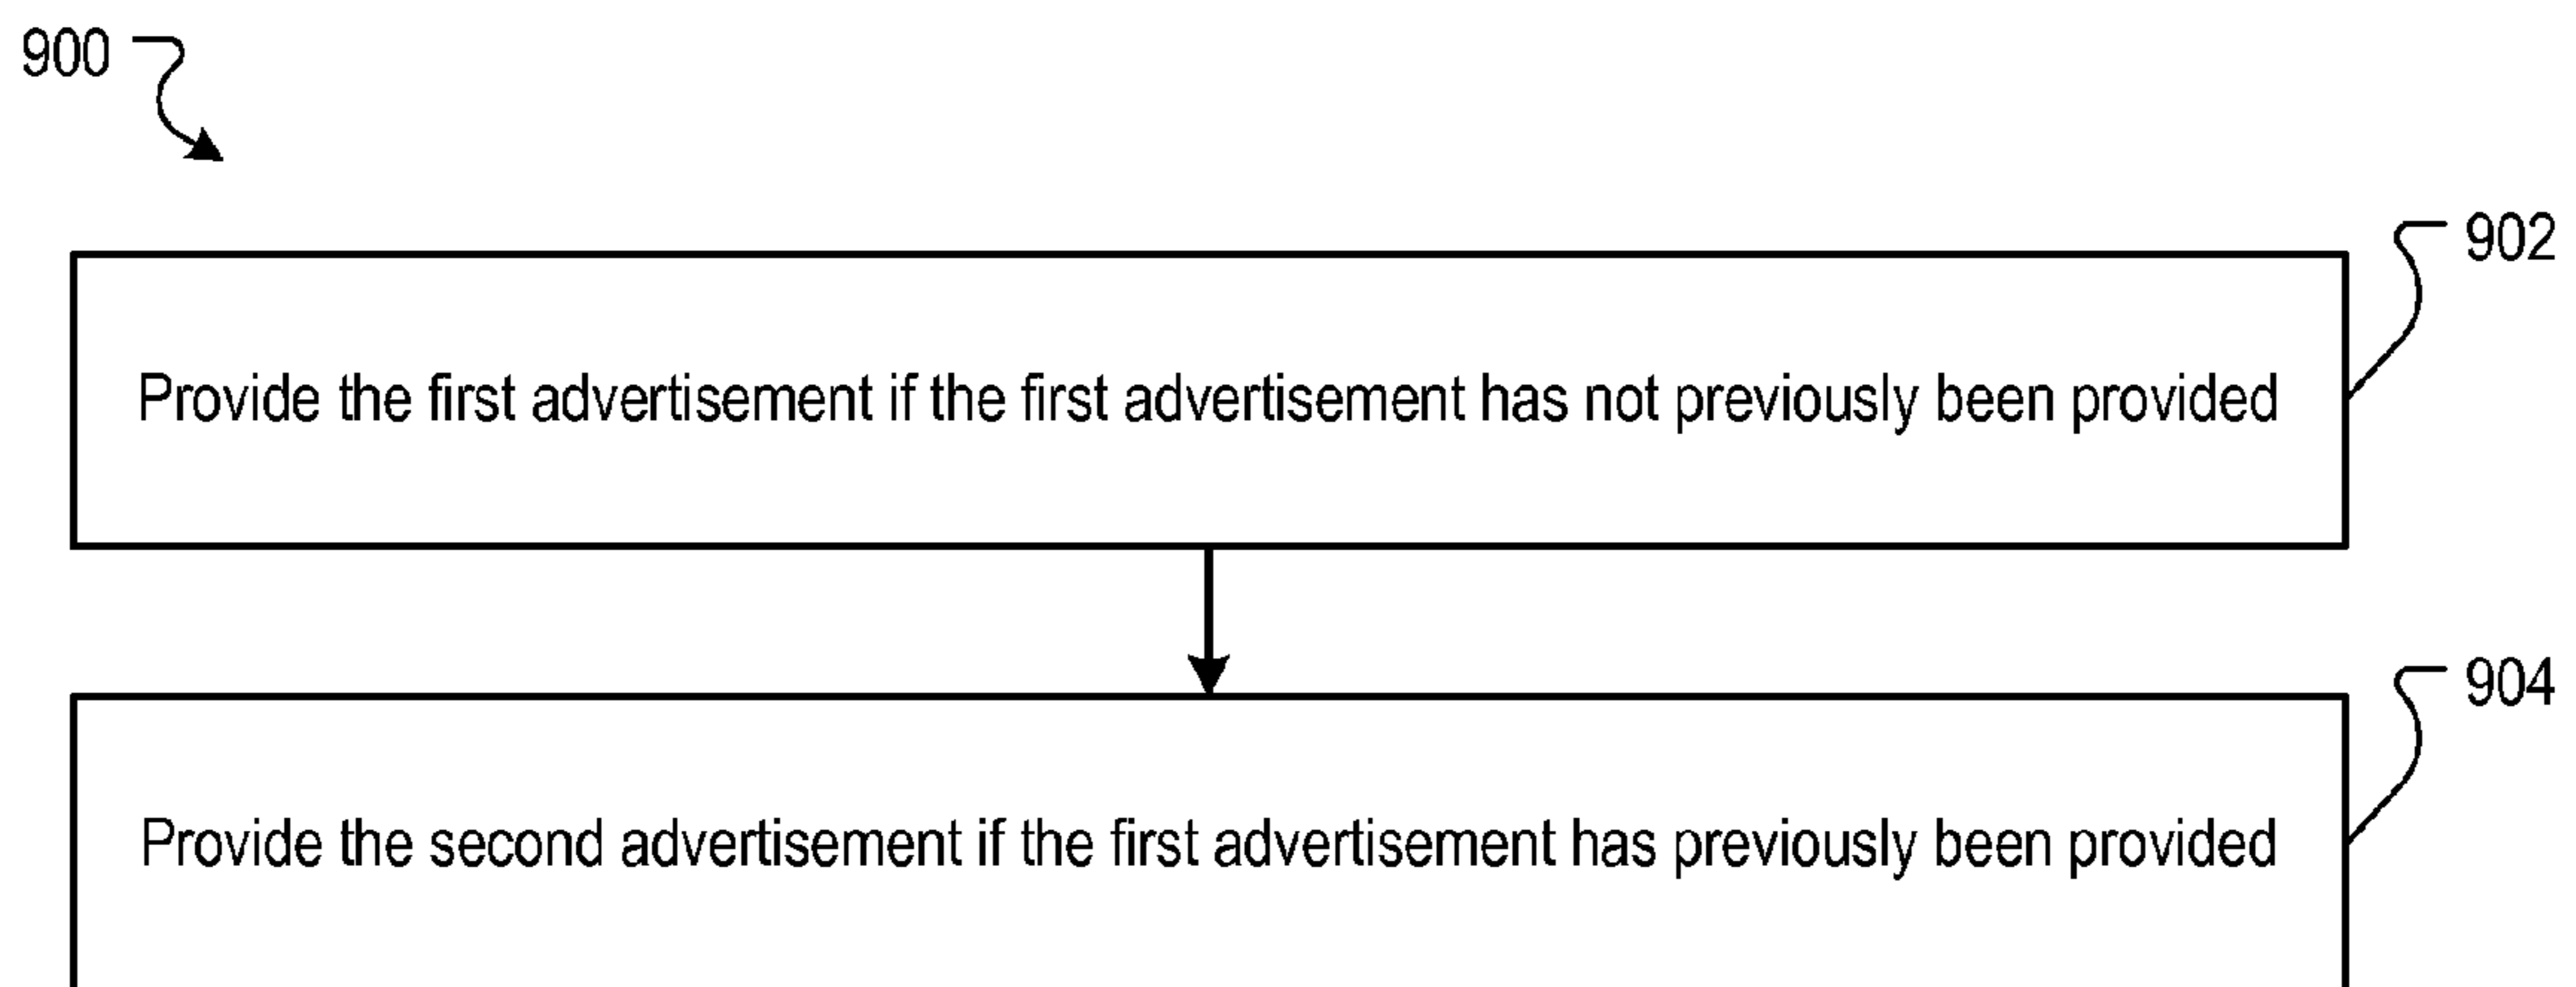 900
902
Provide the first advertisement if the first advertisement has not previously been provided
904
Provide the second advertisement if the first advertisement has previously been provided